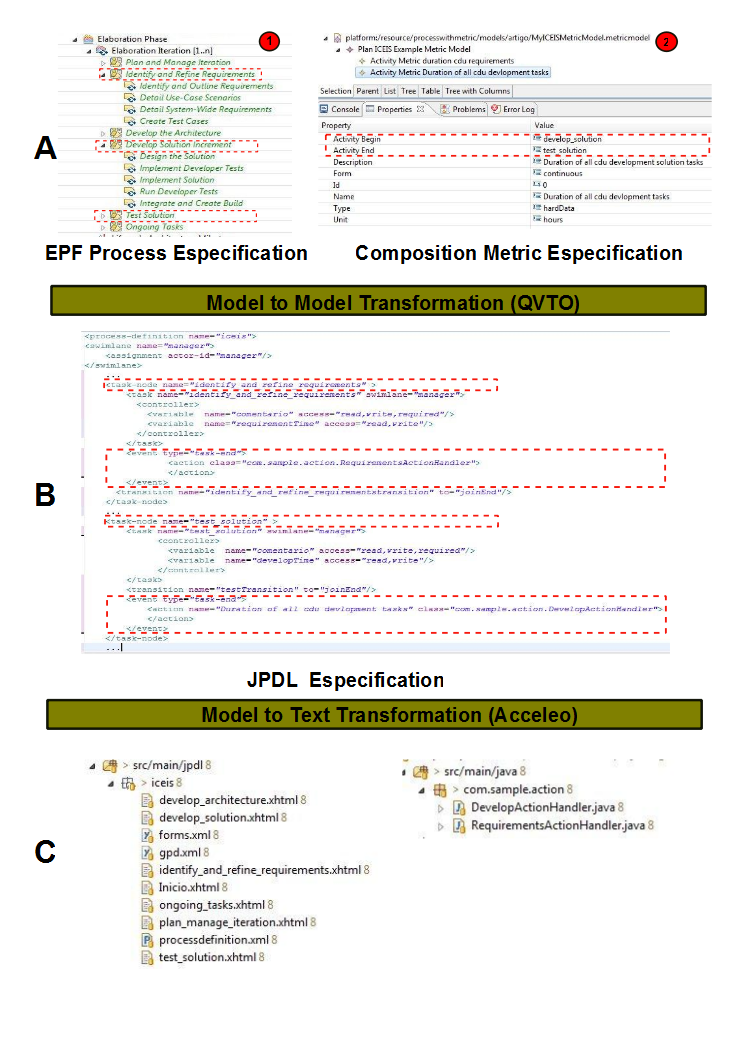 Elaboration Phase
1
Elaboration Iteration [1..n]
Plan and Manage Iteration
Identify and Refine Requirements
Identify and Outline Requirements
Detail Use-Case Scenarios
Detail System-Wide Requirements
Create Test Cases
Develop the Architecture
Develop Solution Increment
Design the Solution
Implement Developer Tests
Implement Solution
Run Developer Tests
Integrate and Create Build
Test Solution
Ongoing Tasks
A
platform:/resource/processwithmetric/models/artigo/MyICEISMetricModel.metricmodel
2
Plan ICEIS Example Metric Model
Activity Metric duration cdu requirements
Activity Metric Duration of all cdu devlopment tasks
Selection Parent List Tree Table Tree with Columns
Console Properties Problems Error Log
Property Value
Activity Begin develop_solution
Activity End test_solution
Description Duration of all cdu development solution tasks
Form continuous
Id 0
Name Duration of all cdu devlopment tasks
Type hardData
Unit hours
EPF Process Especification
Composition Metric Especification
Model to Model Transformation (QVTO)
B
<process-definition name="iceis">
<swimlane name="manager">
<assignment actor-id="manager"/>
</swimlane>
...
<task-node name="identify_and_refine_requirements" >
<task name="identify_and_refine_requirements" swimlane="manager">
<controller>
<variable name="comentario" access="read,write,required"/>
<variable name="requirementTime" access="read,write"/>
</controller>
</task>
<event type="task-end">
<action class="com.sample.action.RequirementsActionHandler">
</action>
</event>
<transition name="identify_and_refine_requirementstransition" to="joinEnd"/>
</task-node>
...
<task-node name="test_solution" >
<task name="test_solution" swimlane="manager">
<controller>
<variable name="comentario" access="read,write,required"/>
<variable name="developTime" access="read,write"/>
</controller>
</task>
<transition name="testTransition" to="joinEnd"/>
<event type="task-end">
<action name="Duration of all cdu devlopment tasks" class="com.sample.action.DevelopActionHandler">
</action>
</event>
</task-node>
...
JPDL Especification
Model to Text Transformation (Acceleo)
C
> src/main/jpdl 8
> iceis 8
develop_architecture.xhtml 8
develop_solution.xhtml 8
forms.xml 8
gpd.xml 8
identify_and_refine_requirements.xhtml 8
Inicio.xhtml 8
ongoing_tasks.xhtml 8
plan_manage_iteration.xhtml 8
processdefinition.xml 8
test_solution.xhtml 8
> src/main/java 8
> com.sample.action 8
DevelopActionHandler.java 8
RequirementsActionHandler.java 8